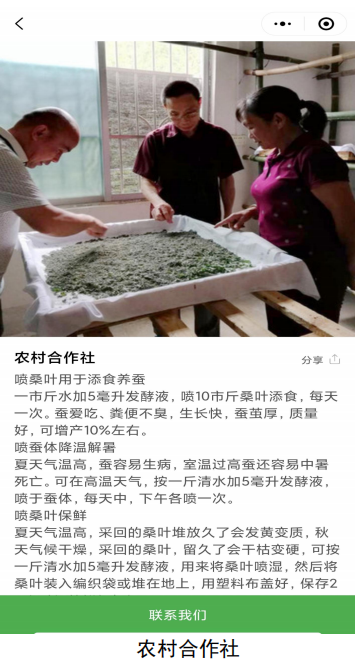 农村合作社
分享
喷桑叶用于添食养蚕
一市斤水加5毫升发酵液，喷10市斤桑叶添食，每天
一次。蚕爱吃、粪便不臭，生长快，蚕茧厚，质量
好，可增产10%左右。
喷蚕体降温解暑
夏天气温高，蚕容易生病，室温过高蚕还容易中暑
死亡。可在高温天气，按一斤清水加5毫升发酵液，
喷于蚕体，每天中，下午各喷一次。
喷桑叶保鲜
夏天气温高，采回的桑叶堆放久了会发黄变质，秋
天气候干燥，采回的桑叶，留久了会干枯变硬，可按
一斤清水加5毫升发酵液，用来将桑叶喷湿，然后将
桑叶装入编织袋或堆在地上，用塑料布盖好，保存2
联系我们
农村合作社